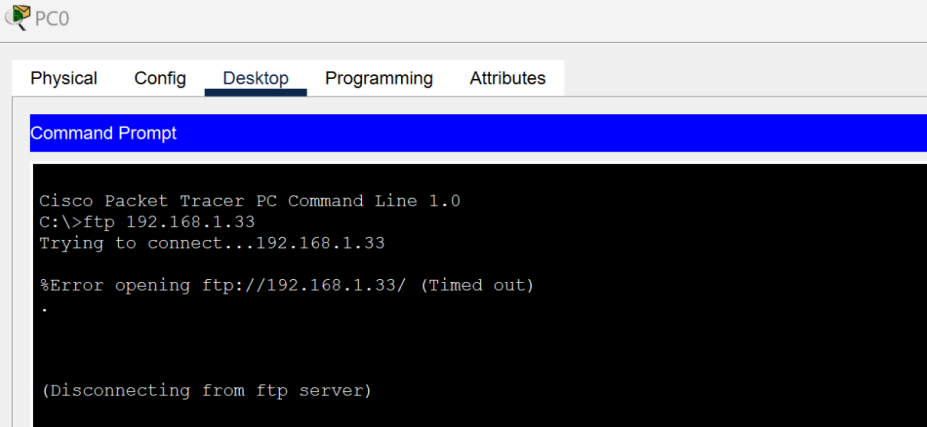 PC0
Physical Config Desktop Programming Attributes
Command Prompt
Cisco Packet Tracer PC Command Line 1.0
C:\>ftp 192.168.1.33
Trying to connect...192.168.1.33
%Error opening ftp://192.168.1.33/ (Timed out)
.
(Disconnecting from ftp server)